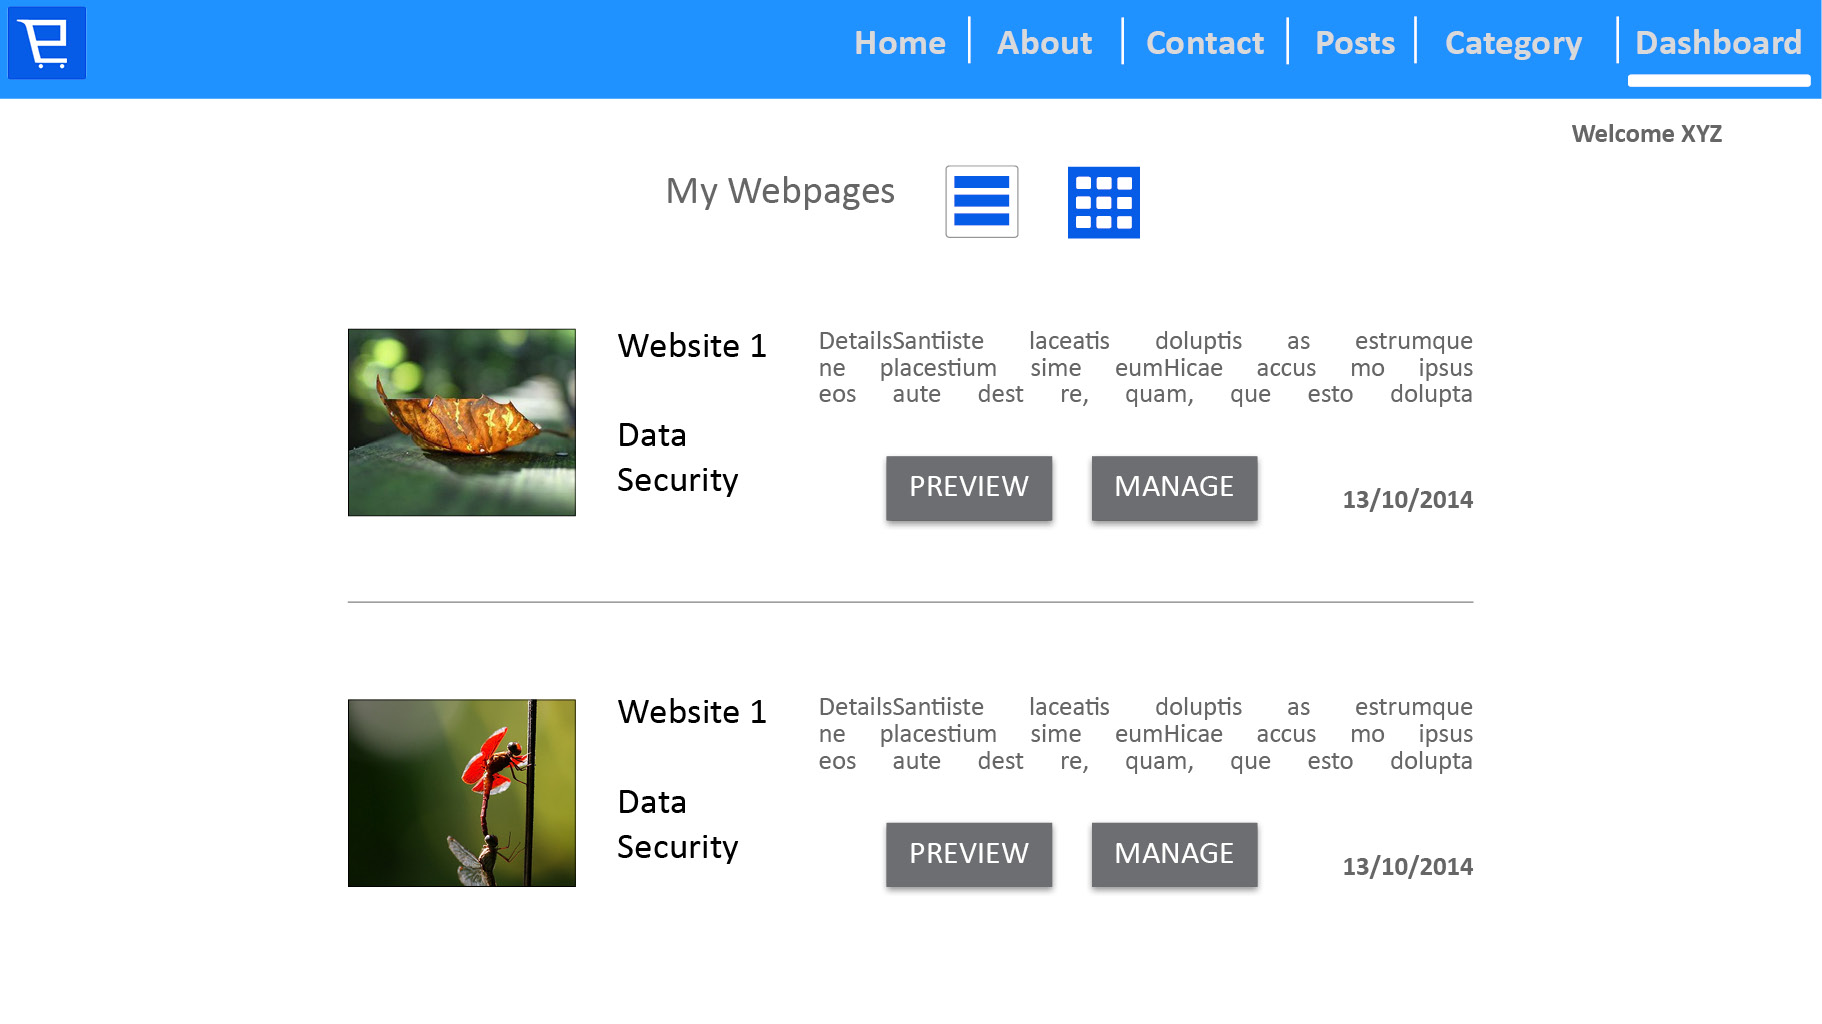 Home About Contact Posts Category Dashboard
Welcome XYZ
My Webpages
Website 1
Data
Security
DetailsSantiiste laceatis doluptis as estrumque
ne placestium sime eumHicae accus mo ipsus
eos aute dest re, quam, que esto dolupta
PREVIEW MANAGE
13/10/2014
Website 1
Data
Security
DetailsSantiiste laceatis doluptis as estrumque
ne placestium sime eumHicae accus mo ipsus
eos aute dest re, quam, que esto dolupta
PREVIEW MANAGE
13/10/2014